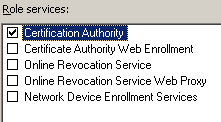 Role services:
Certification Authority
Certificate Authority Web Enrollment
Online Revocation Service
Online Revocation Service Web Proxy
Network Device Enrollment Services